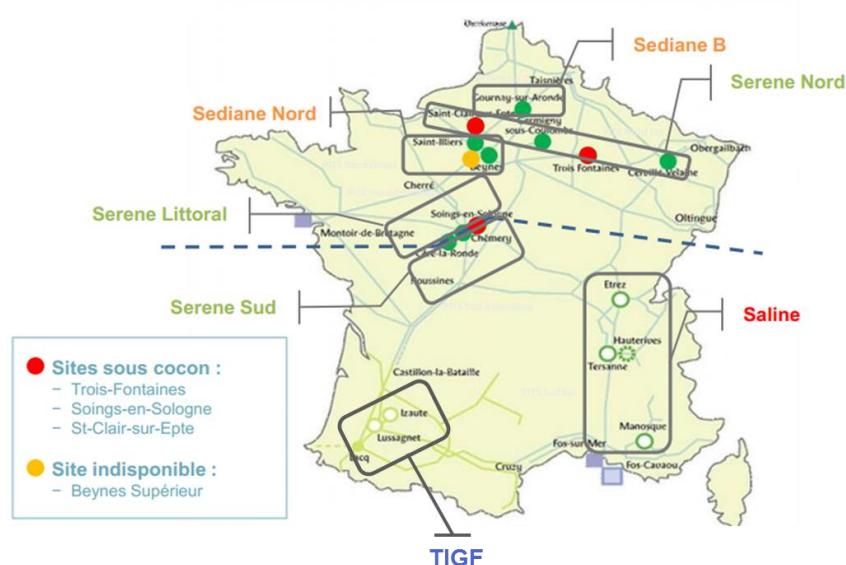 Dunkerque
Sediane B
Taisnières
Serene Nord
Gournay-sur-Aronde
Sediane Nord
Saint-Clair-sur-Epte
Germigny
sous-Coulombs
Saint-Illiers
Obergailbach
Beynes
Trois Fontaines
Cerville-Velaine
Cherré
Serene Littoral
Soings-en-Sologne
Oltingue
Montoir-de-Bretagne
Chémery
Céré-la-Ronde
Roussines
Etrez
Serene Sud
Saline
Hauterives
Tersanne
Sites sous cocon :
– Trois-Fontaines
– Soings-en-Sologne
– St-Clair-sur-Epte
Castillon-la-Bataille
Izaute
Lussagnet
Manosque
Lacq
Fos-sur-Mer
Cruzy
Fos-Cavaou
Site indisponible :
– Beynes Supérieur
TIGF